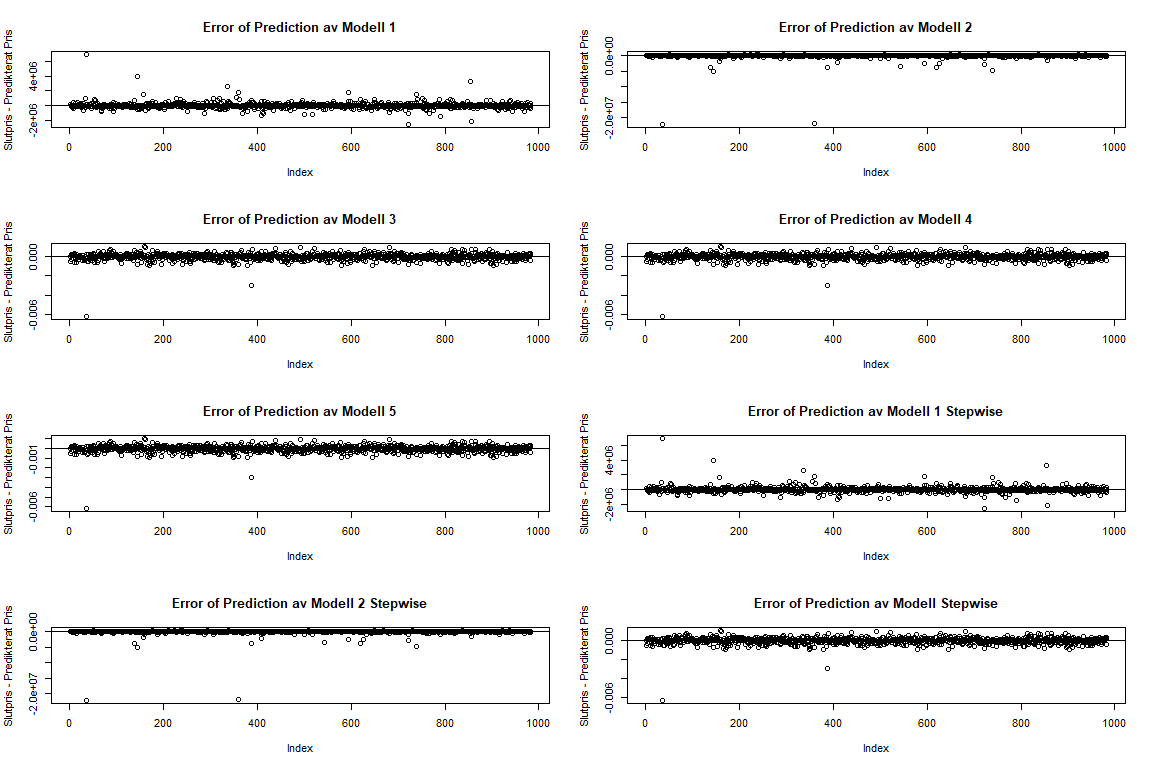 Error of Prediction av Modell 1
Slutpris - Predikterat Pris
-2e+06 4e+06
0 200 400 600 800 1000
Index
Error of Prediction av Modell 2
Slutpris - Predikterat Pris
-2.0e+07 0.0e+00
0 200 400 600 800 1000
Index
Error of Prediction av Modell 3
Slutpris - Predikterat Pris
-0.006 0.000
0 200 400 600 800 1000
Index
Error of Prediction av Modell 4
Slutpris - Predikterat Pris
-0.006 0.000
0 200 400 600 800 1000
Index
Error of Prediction av Modell 5
Slutpris - Predikterat Pris
-0.006 -0.001
0 200 400 600 800 1000
Index
Error of Prediction av Modell 1 Stepwise
Slutpris - Predikterat Pris
-2e+06 4e+06
0 200 400 600 800 1000
Index
Error of Prediction av Modell 2 Stepwise
Slutpris - Predikterat Pris
-2.0e+07 0.0e+00
0 200 400 600 800 1000
Index
Error of Prediction av Modell Stepwise
Slutpris - Predikterat Pris
-0.006 0.000
0 200 400 600 800 1000
Index